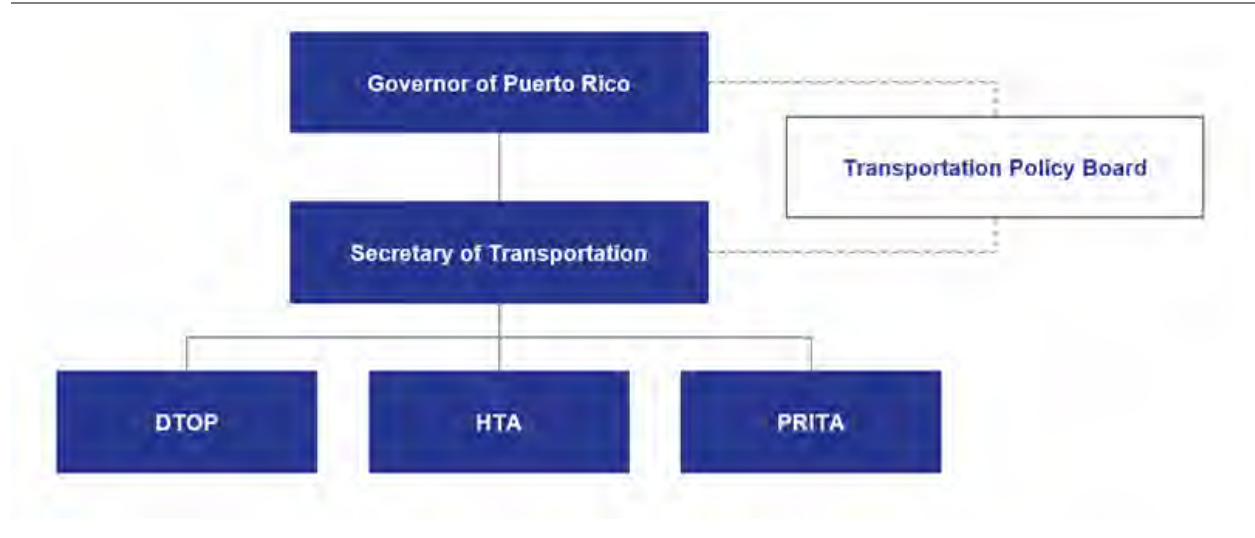 Governor of Puerto Rico
Transportation Policy Board
Secretary of Transportation
DTOP
HTA
PRITA